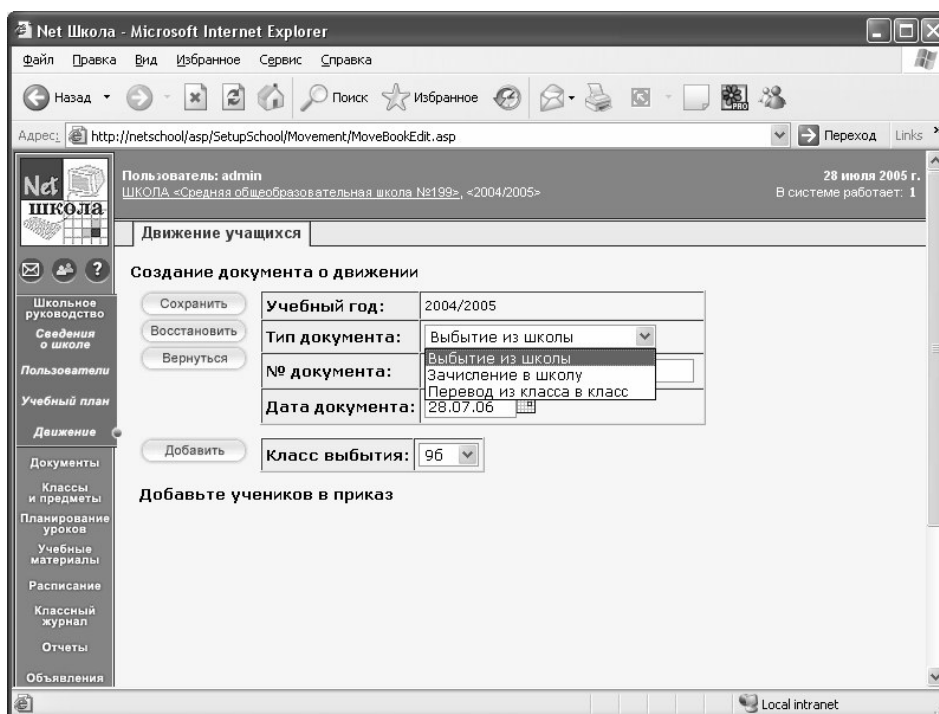 Net Школа - Microsoft Internet Explorer
Файл Правка Вид Избранное Сервис Справка
Назад Поиск Избранное PRO
Адрес: http://netschool/asp/SetupSchool/Movement/MoveBookEdit.asp Переход Links
Net школа
Пользователь: admin 28 июля 2005 г.
ШКОЛА «Средняя общеобразовательная школа №199», <2004/2005> В системе работает: 1
Движение учащихся
Создание документа о движении
Сохранить Учебный год: 2004/2005
Восстановить Тип документа: Выбытие из школы
Вернуться
Выбытие из школы
Зачисление в школу
Перевод из класса в класс
№ документа:
Дата документа: 28.07.06
Добавить Класс выбытия: 9б
Добавьте учеников в приказ
?
Школьное
руководство
Сведения
о школе
Пользователи
Учебный план
Движение
Документы
Классы
и предметы
Планирование
уроков
Учебные
материалы
Расписание
Классный
журнал
Отчеты
Объявления
Local intranet